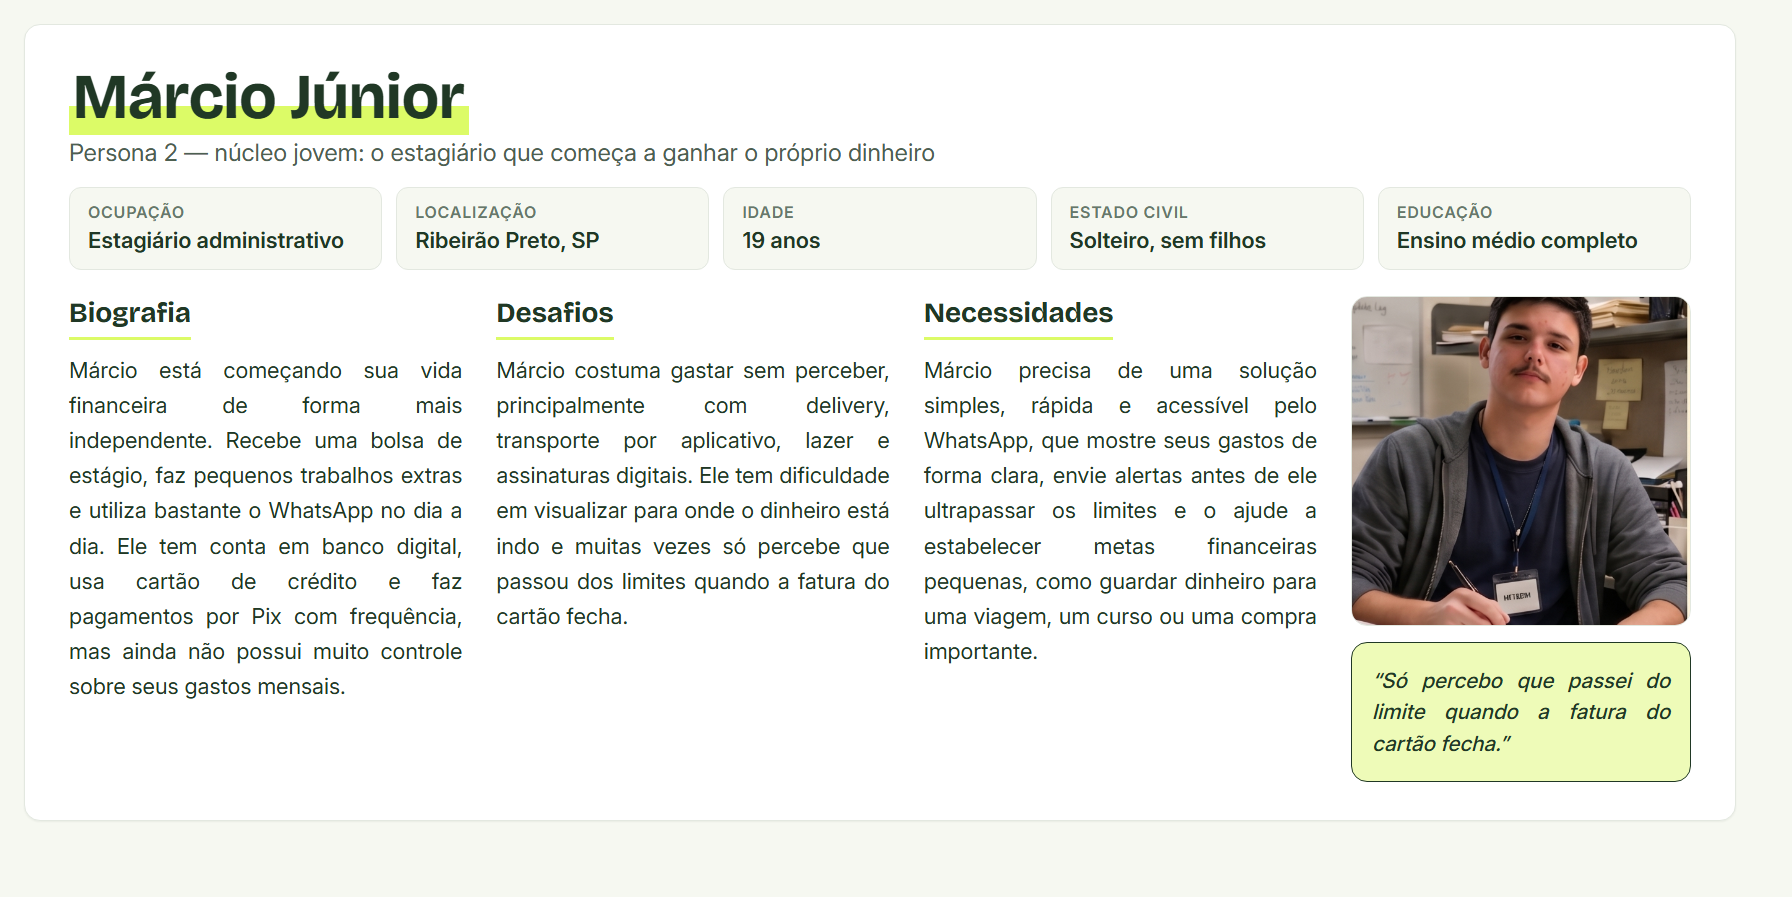 Márcio Júnior
Persona 2 — núcleo jovem: o estagiário que começa a ganhar o próprio dinheiro
OCUPAÇÃO
Estagiário administrativo
LOCALIZAÇÃO
Ribeirão Preto, SP
IDADE
19 anos
ESTADO CIVIL
Solteiro, sem filhos
EDUCAÇÃO
Ensino médio completo
Biografia
Márcio está começando sua vida
financeira de forma mais
independente. Recebe uma bolsa de
estágio, faz pequenos trabalhos extras
e utiliza bastante o WhatsApp no dia a
dia. Ele tem conta em banco digital,
usa cartão de crédito e faz
pagamentos por Pix com frequência,
mas ainda não possui muito controle
sobre seus gastos mensais.
Desafios
Márcio costuma gastar sem perceber,
principalmente com delivery,
transporte por aplicativo, lazer e
assinaturas digitais. Ele tem dificuldade
em visualizar para onde o dinheiro está
indo e muitas vezes só percebe que
passou dos limites quando a fatura do
cartão fecha.
Necessidades
Márcio precisa de uma solução
simples, rápida e acessível pelo
WhatsApp, que mostre seus gastos de
forma clara, envie alertas antes de ele
ultrapassar os limites e o ajude a
estabelecer metas financeiras
pequenas, como guardar dinheiro para
uma viagem, um curso ou uma compra
importante.
“Só percebo que passei do
limite quando a fatura do
cartão fecha.”